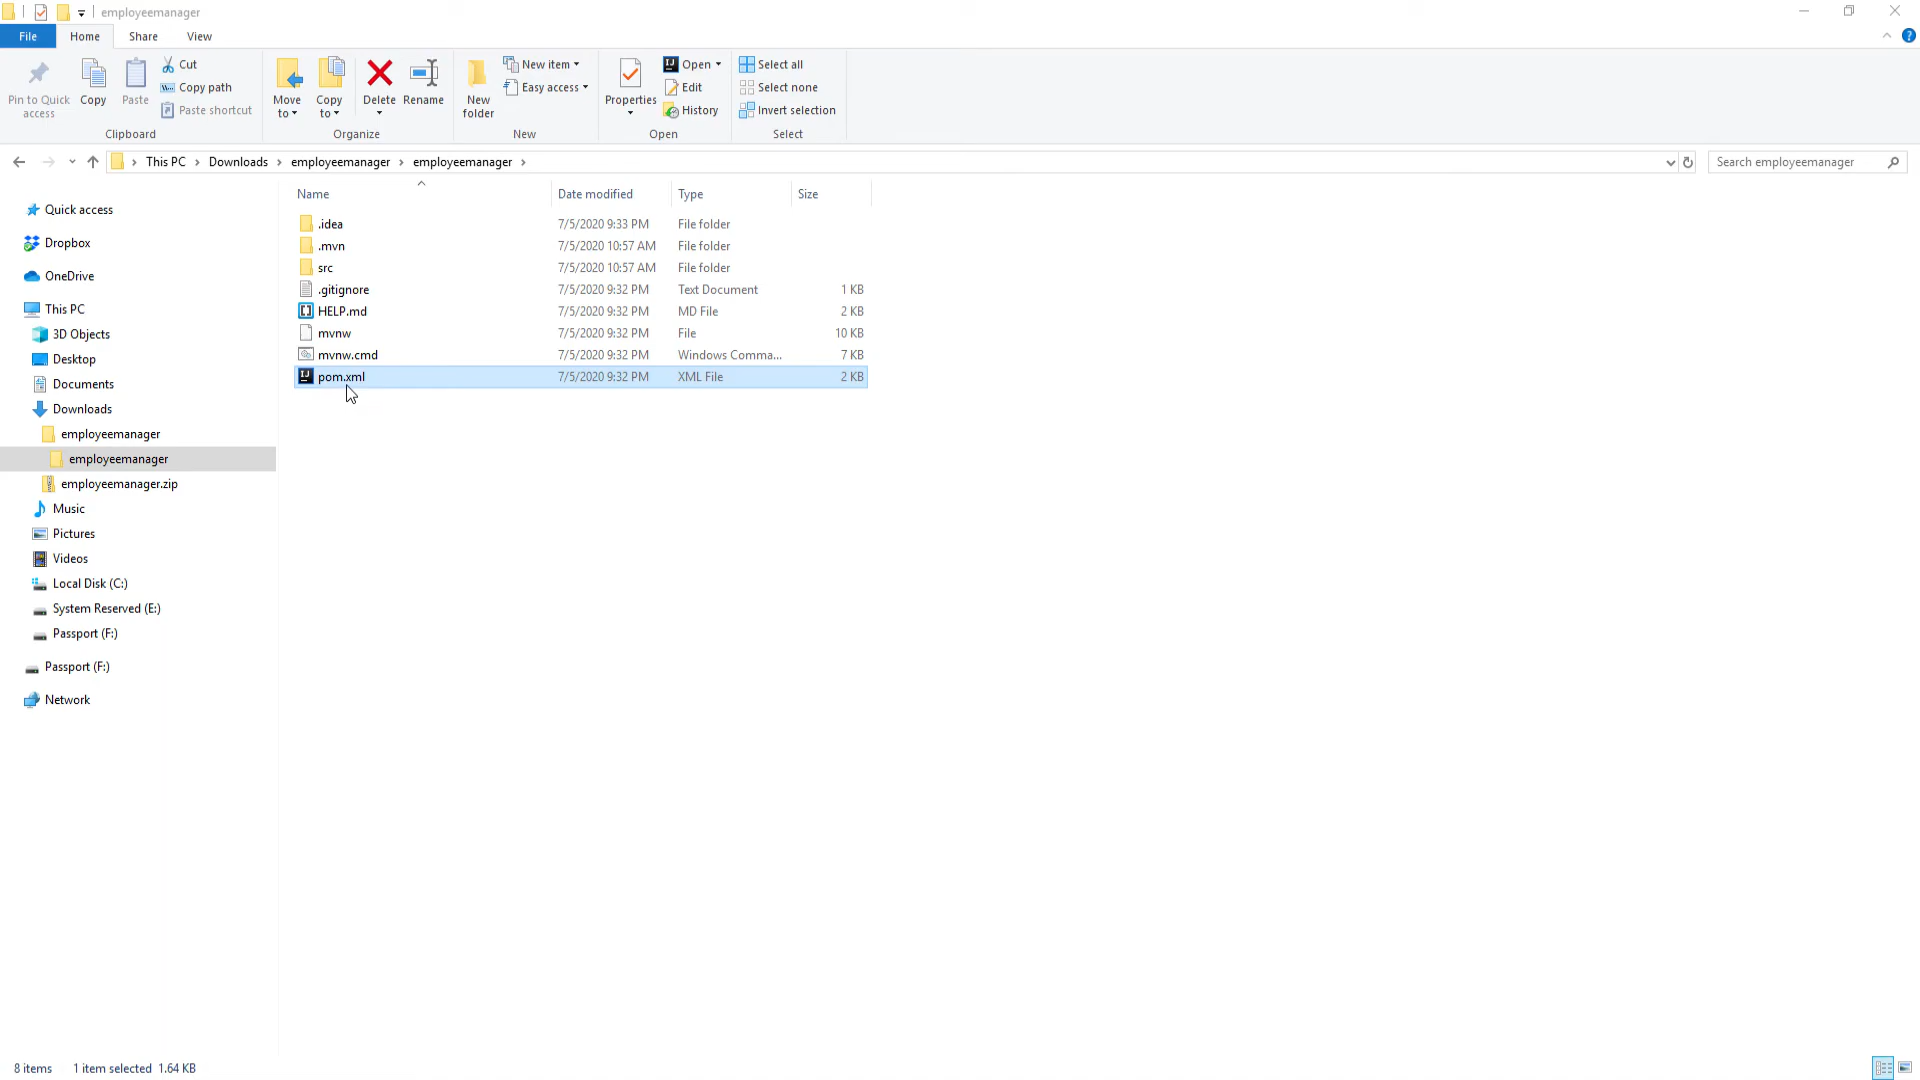 employeemanager
File Home Share View
Pin to Quick access
Copy
Paste
Cut
Copy path
Paste shortcut
Clipboard
Move to
Copy to
Delete
Rename
Organize
New folder
New item
Easy access
New
Properties
Open
Edit
History
Open
Select all
Select none
Invert selection
Select
This PC Downloads employeemanager employeemanager
Search employeemanager
Name Date modified Type Size
.idea 7/5/2020 9:33 PM File folder
.mvn 7/5/2020 10:57 AM File folder
src 7/5/2020 10:57 AM File folder
.gitignore 7/5/2020 9:32 PM Text Document 1 KB
HELP.md 7/5/2020 9:32 PM MD File 2 KB
mvnw 7/5/2020 9:32 PM File 10 KB
mvnw.cmd 7/5/2020 9:32 PM Windows Comma... 7 KB
pom.xml 7/5/2020 9:32 PM XML File 2 KB
Quick access
Dropbox
OneDrive
This PC
3D Objects
Desktop
Documents
Downloads
employeemanager
employeemanager
employeemanager.zip
Music
Pictures
Videos
Local Disk (C:)
System Reserved (E:)
Passport (F:)
Passport (F:)
Network
8 items 1 item selected 1.64 KB